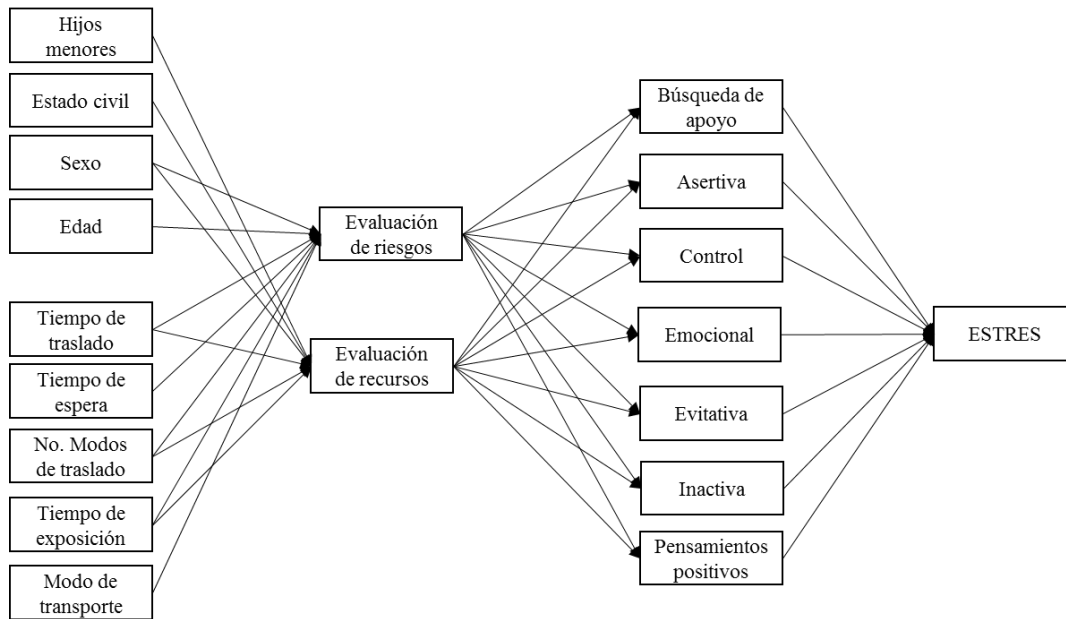 Hijos
menores
Estado civil
Sexo
Edad
Tiempo de
traslado
Tiempo de
espera
No. Modos
de traslado
Tiempo de
exposición
Modo de
transporte
Evaluación
de riesgos
Evaluación
de recursos
Búsqueda de
apoyo
Asertiva
Control
Emocional
Evitativa
Inactiva
Pensamientos
positivos
ESTRES